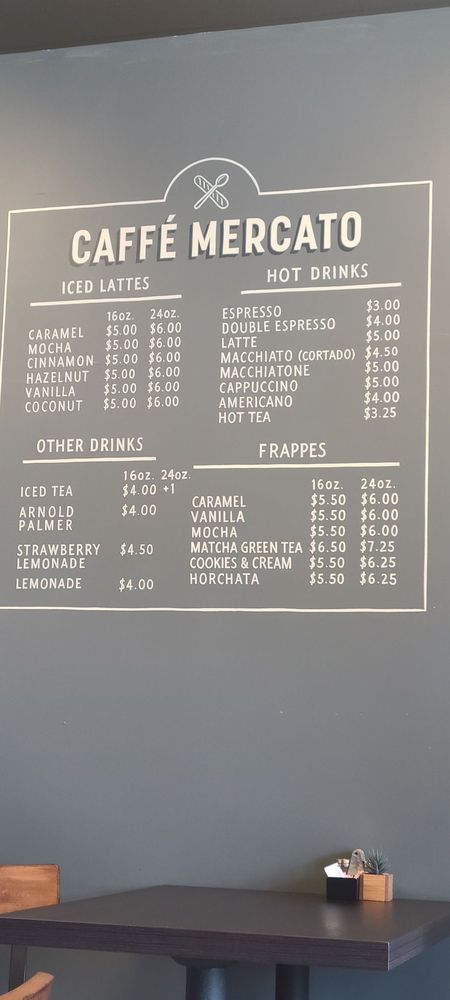 CAFFÉ MERCATO
ICED LATTES
16oz. 24oz.
CARAMEL $5.00 $6.00
MOCHA $5.00 $6.00
CINNAMON $5.00 $6.00
HAZELNUT $5.00 $6.00
VANILLA $5.00 $6.00
COCONUT $5.00 $6.00
HOT DRINKS
ESPRESSO $3.00
DOUBLE ESPRESSO $4.00
LATTE $5.00
MACCHIATO (CORTADO) $4.50
MACCHIATONE $5.00
CAPPUCCINO $5.00
AMERICANO $4.00
HOT TEA $3.25
OTHER DRINKS
16oz. 24oz.
ICED TEA $4.00 +1
ARNOLD $4.00
PALMER
STRAWBERRY $4.50
LEMONADE
LEMONADE $4.00
FRAPPES
16oz. 24oz.
CARAMEL $5.50 $6.00
VANILLA $5.50 $6.00
MOCHA $5.50 $6.00
MATCHA GREEN TEA $6.50 $7.25
COOKIES & CREAM $5.50 $6.25
HORCHATA $5.50 $6.25